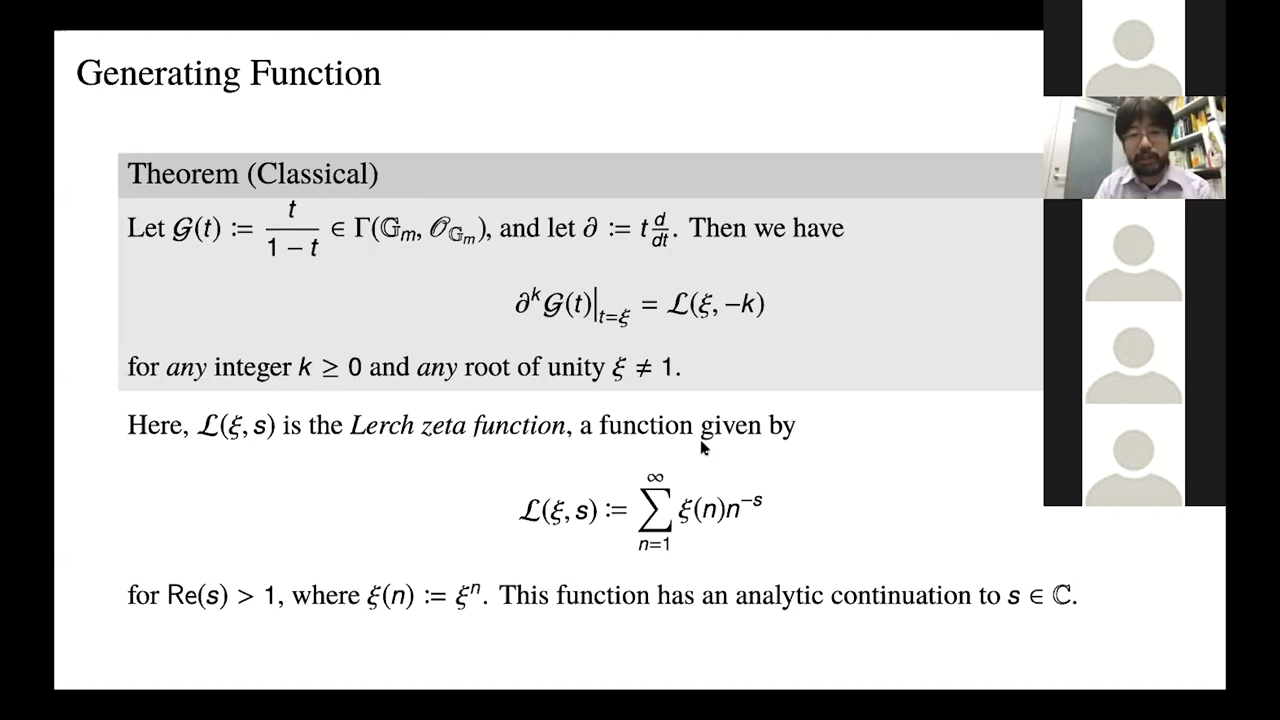 Generating Function
Theorem (Classical)
Let 𝒢(t) := t/(1 − t) ∈ Γ(𝔾ₘ, 𝒪_𝔾ₘ), and let ∂ := t d/dt. Then we have
∂ᵏ𝒢(t)|ₜ₌ξ = ℒ(ξ, −k)
for any integer k ≥ 0 and any root of unity ξ ≠ 1.
Here, ℒ(ξ, s) is the Lerch zeta function, a function given by
ℒ(ξ, s) := ∑_{n=1}^{∞} ξ(n)n⁻ˢ
for Re(s) > 1, where ξ(n) := ξⁿ. This function has an analytic continuation to s ∈ ℂ.